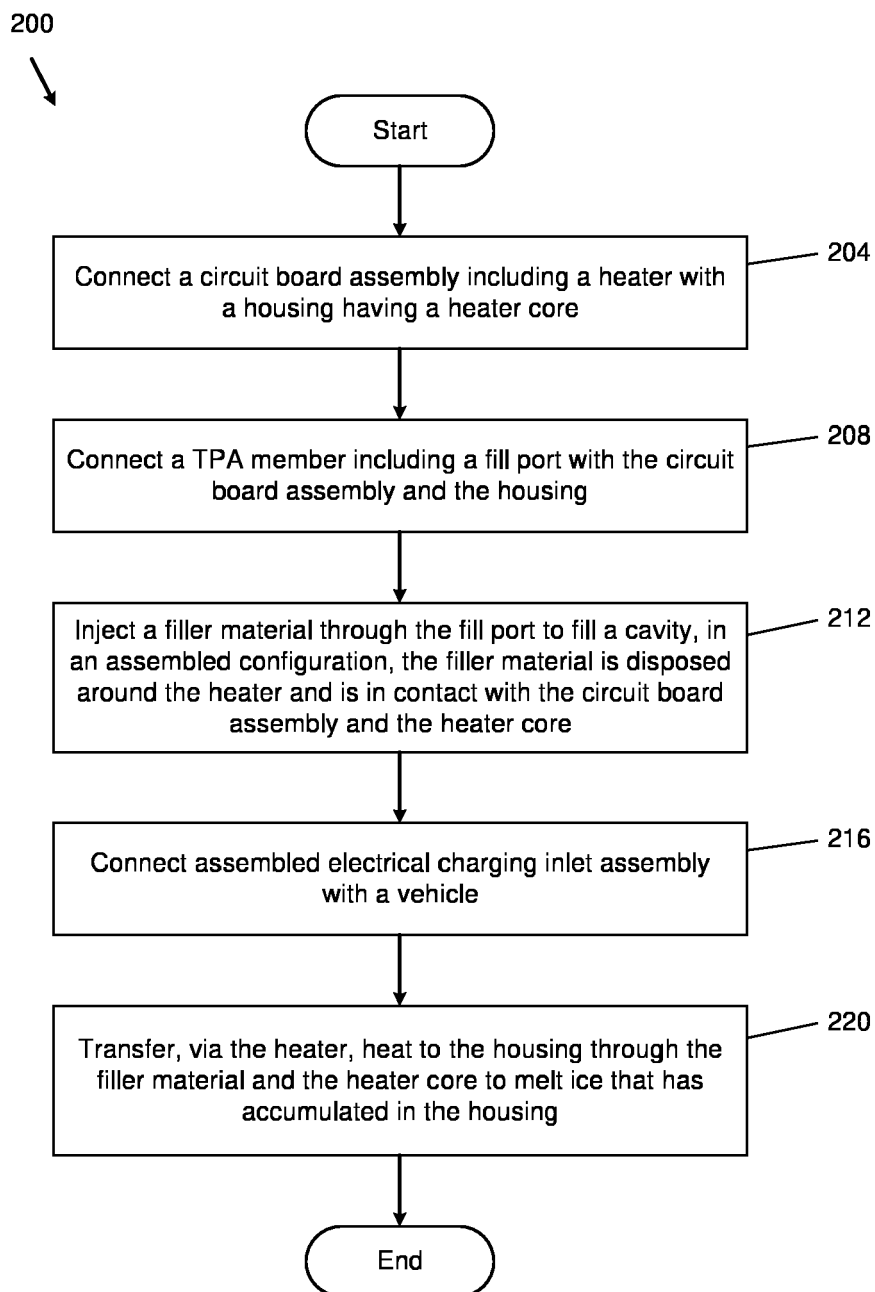 200
Start
204
Connect a circuit board assembly including a heater with
a housing having a heater core
208
Connect a TPA member including a fill port with the circuit
board assembly and the housing
212
Inject a filler material through the fill port to fill a cavity, in
an assembled configuration, the filler material is disposed
around the heater and is in contact with the circuit board
assembly and the heater core
216
Connect assembled electrical charging inlet assembly
with a vehicle
220
Transfer, via the heater, heat to the housing through the
filler material and the heater core to melt ice that has
accumulated in the housing
End